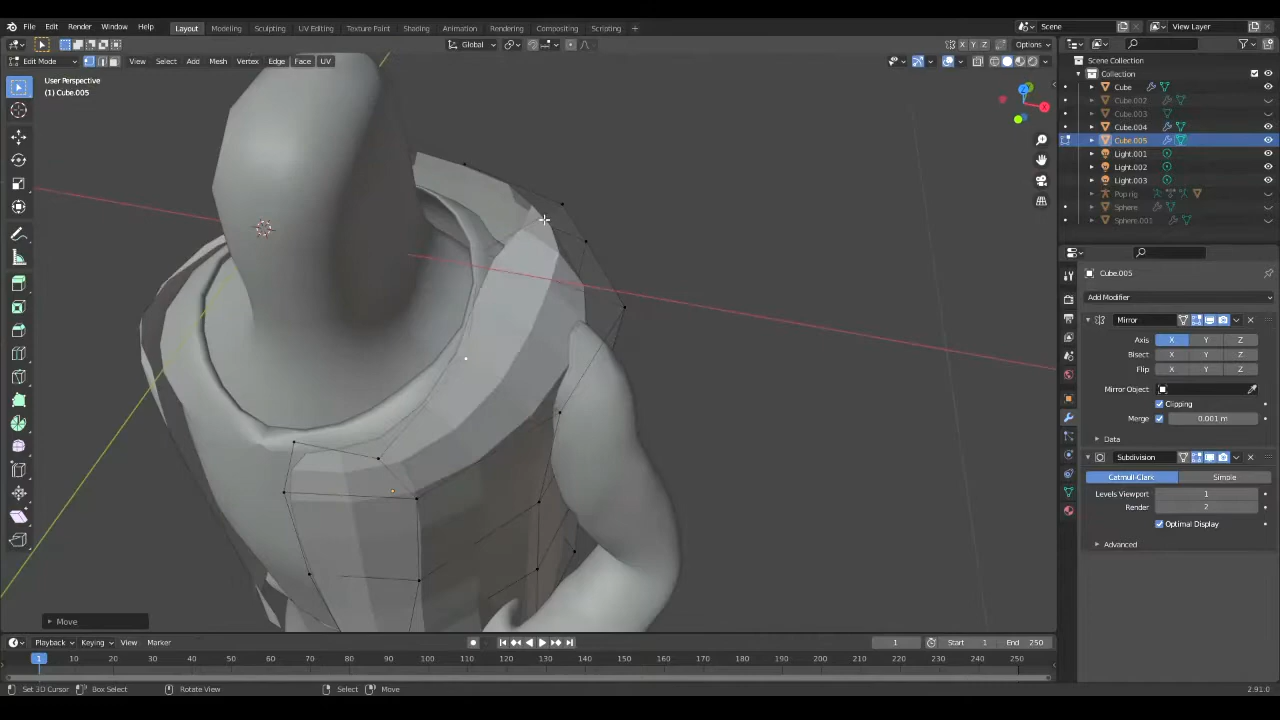 File Edit Render Window Help Layout Modeling Sculpting UV Editing Texture Paint Shading Animation Rendering Compositing Scripting + Scene View Layer
Global Options
Edit Mode View Select Add Mesh Vertex Edge Face UV X Y Z
User Perspective
(1) Cube.005
Scene Collection
Collection
Cube
Cube.002
Cube.003
Cube.004
Cube.005
Light.001
Light.002
Light.003
Pop rig
Sphere
Sphere.001
Cube.005
Add Modifier
Mirror
Axis X Y Z
Bisect X Y Z
Flip X Y Z
Mirror Object
Clipping
Merge 0.001 m
Data
Subdivision
Catmull-Clark Simple
Levels Viewport 1
Render 2
Optimal Display
Advanced
Move
Playback Keying View Marker 1 Start 1 End 250
1 10 20 30 40 50 60 70 80 90 100 110 120 130 140 150 160 170 180 190 200 210 220 230 240 250
Set 3D Cursor Box Select Rotate View Select Move 2.91.0